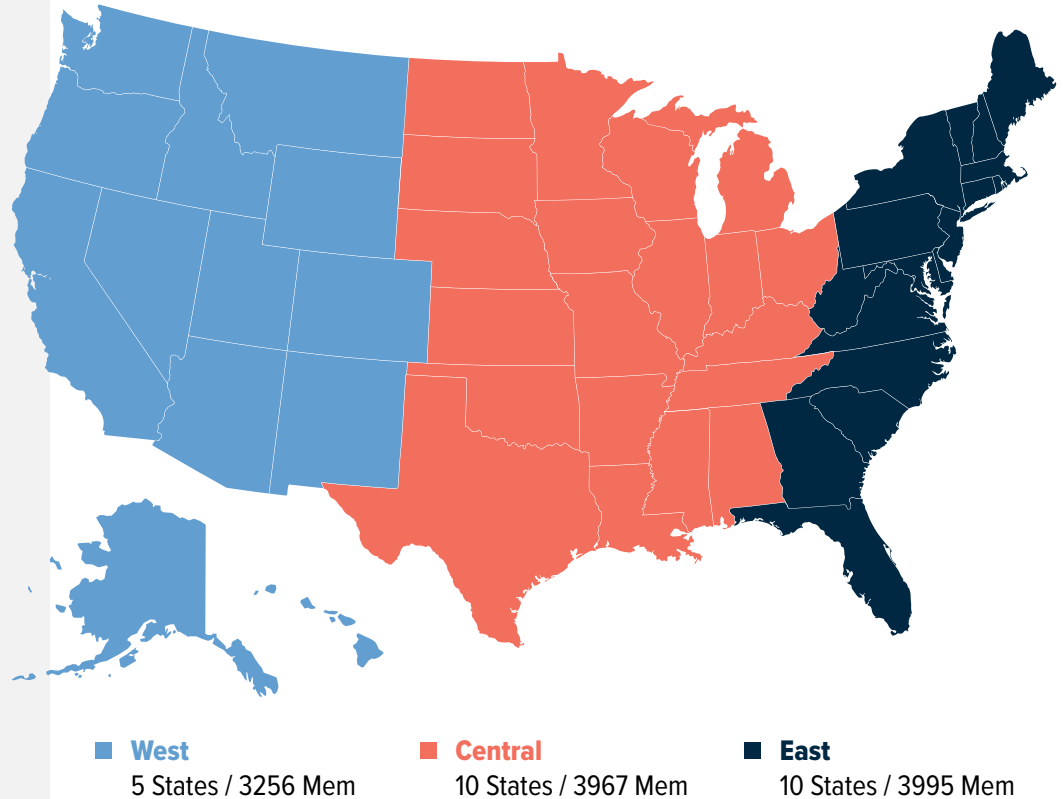 West
5 States / 3256 Mem
Central
10 States / 3967 Mem
East
10 States / 3995 Mem